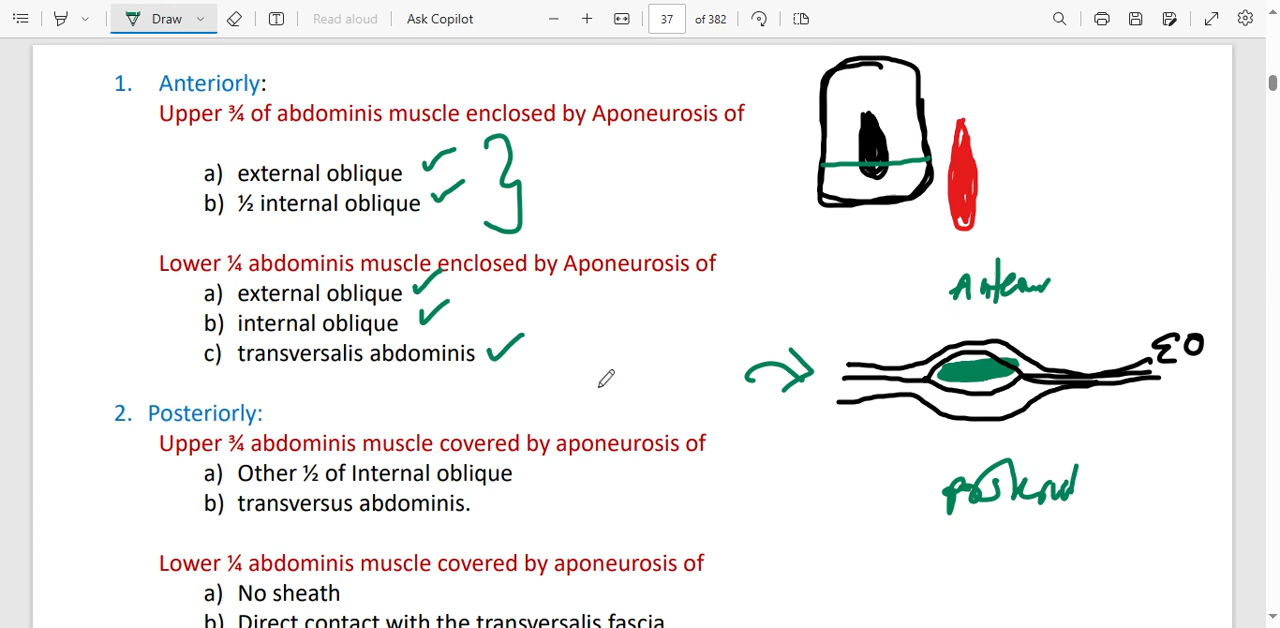 Draw
Read aloud
Ask Copilot
37 of 382
1. Anteriorly:
Upper ¾ of abdominis muscle enclosed by Aponeurosis of
a) external oblique
b) ½ internal oblique
Lower ¼ abdominis muscle enclosed by Aponeurosis of
a) external oblique
b) internal oblique
c) transversalis abdominis
EO
2. Posteriorly:
Upper ¾ abdominis muscle covered by aponeurosis of
a) Other ½ of Internal oblique
b) transversus abdominis.
Lower ¼ abdominis muscle covered by aponeurosis of
a) No sheath
b) Direct contact with the transversalis fascia